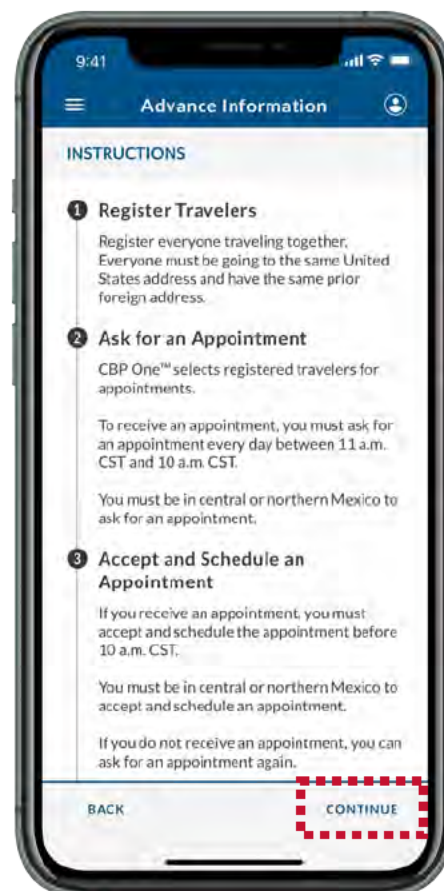 9:41
Advance Information
INSTRUCTIONS
1 Register Travelers
Register everyone traveling together.
Everyone must be going to the same United
States address and have the same prior
foreign address.
2 Ask for an Appointment
CBP One™ selects registered travelers for
appointments.
To receive an appointment, you must ask for
an appointment every day between 11 a.m.
CST and 10 a.m. CST.
You must be in central or northern Mexico to
ask for an appointment.
3 Accept and Schedule an
Appointment
If you receive an appointment, you must
accept and schedule the appointment before
10 a.m. CST.
You must be in central or northern Mexico to
accept and schedule an appointment.
If you do not receive an appointment, you can
ask for an appointment again.
BACK CONTINUE